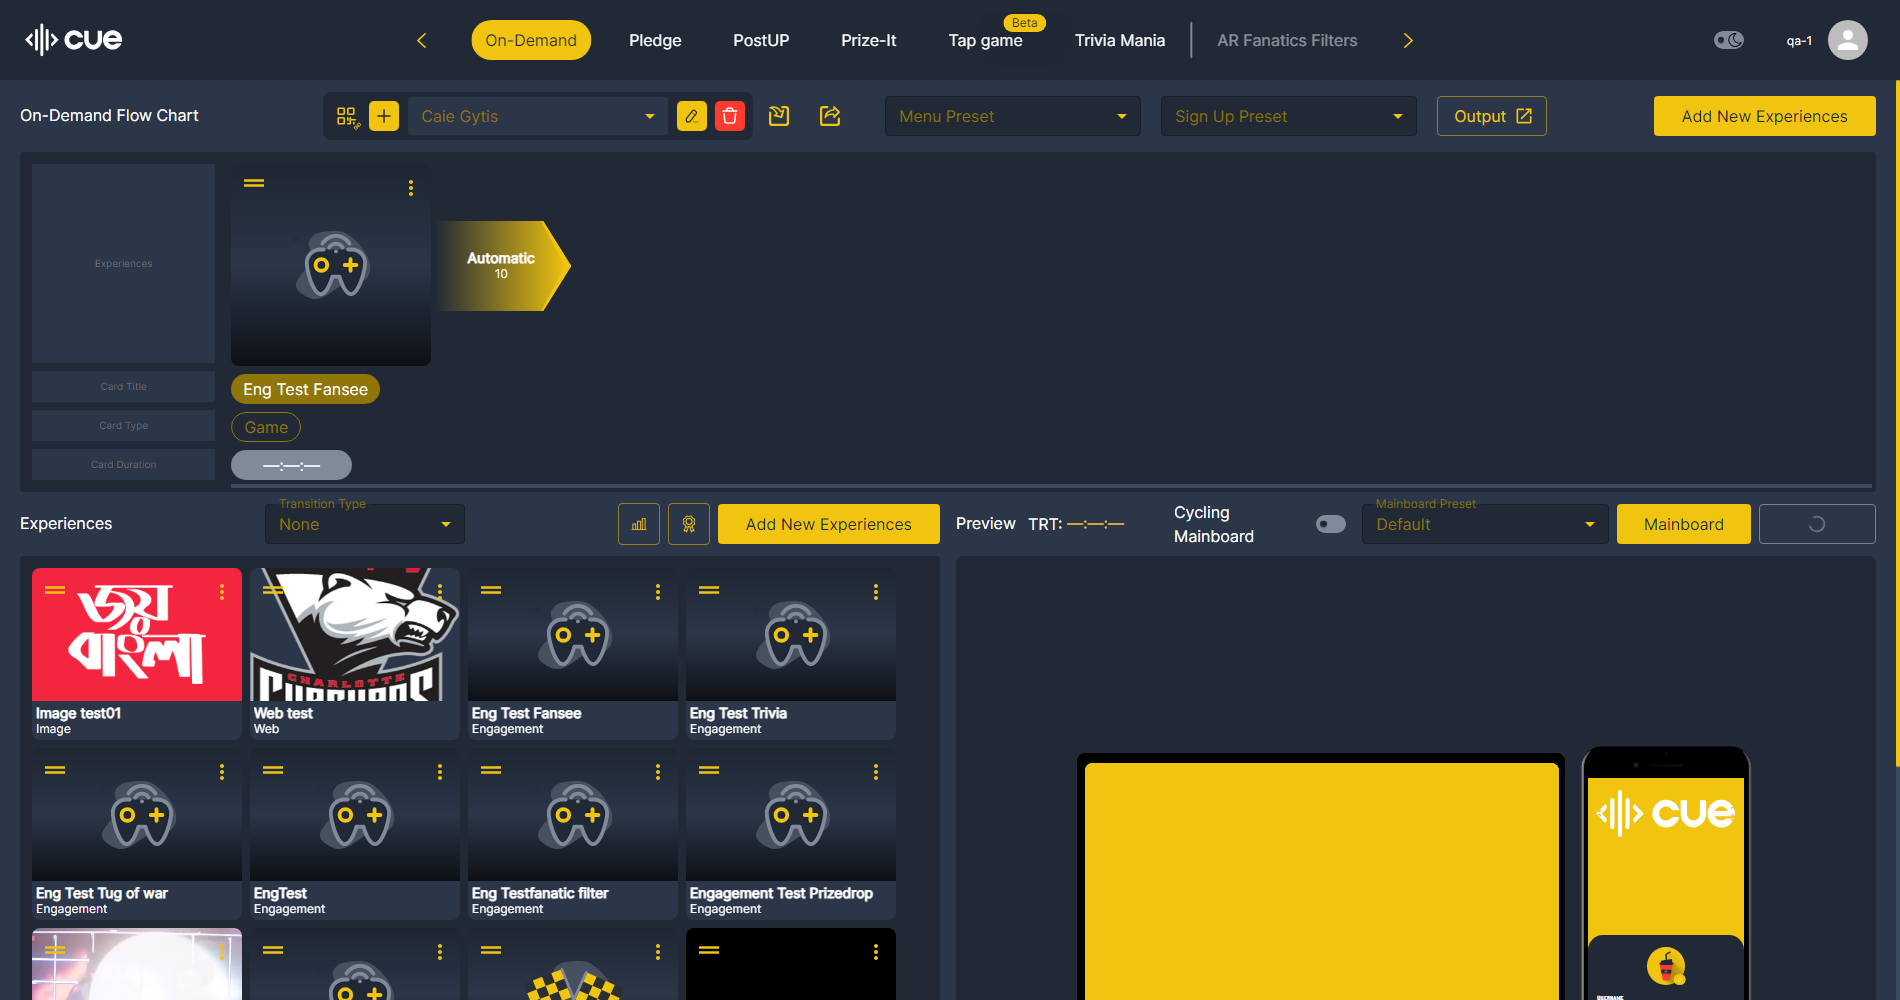 cue
On-Demand
Pledge
PostUP
Prize-It
Beta
Tap game
Trivia Mania
AR Fanatics Filters
qa-1
On-Demand Flow Chart
Caie Gytis
Menu Preset
Sign Up Preset
Output
Add New Experiences
Experiences
Automatic
10
Card Title
Eng Test Fansee
Card Type
Game
Card Duration
—:—:—
Experiences
Transition Type
None
Add New Experiences
Preview
TRT: —:—:—
Cycling
Mainboard
Mainboard Preset
Default
Mainboard
জয়
বাংলা
CHARLOTTE
Image test01
Image
Web test
Web
Eng Test Fansee
Engagement
Eng Test Trivia
Engagement
cue
Eng Test Tug of war
Engagement
EngTest
Engagement
Eng Testfanatic filter
Engagement
Engagement Test Prizedrop
Engagement
USERNAME